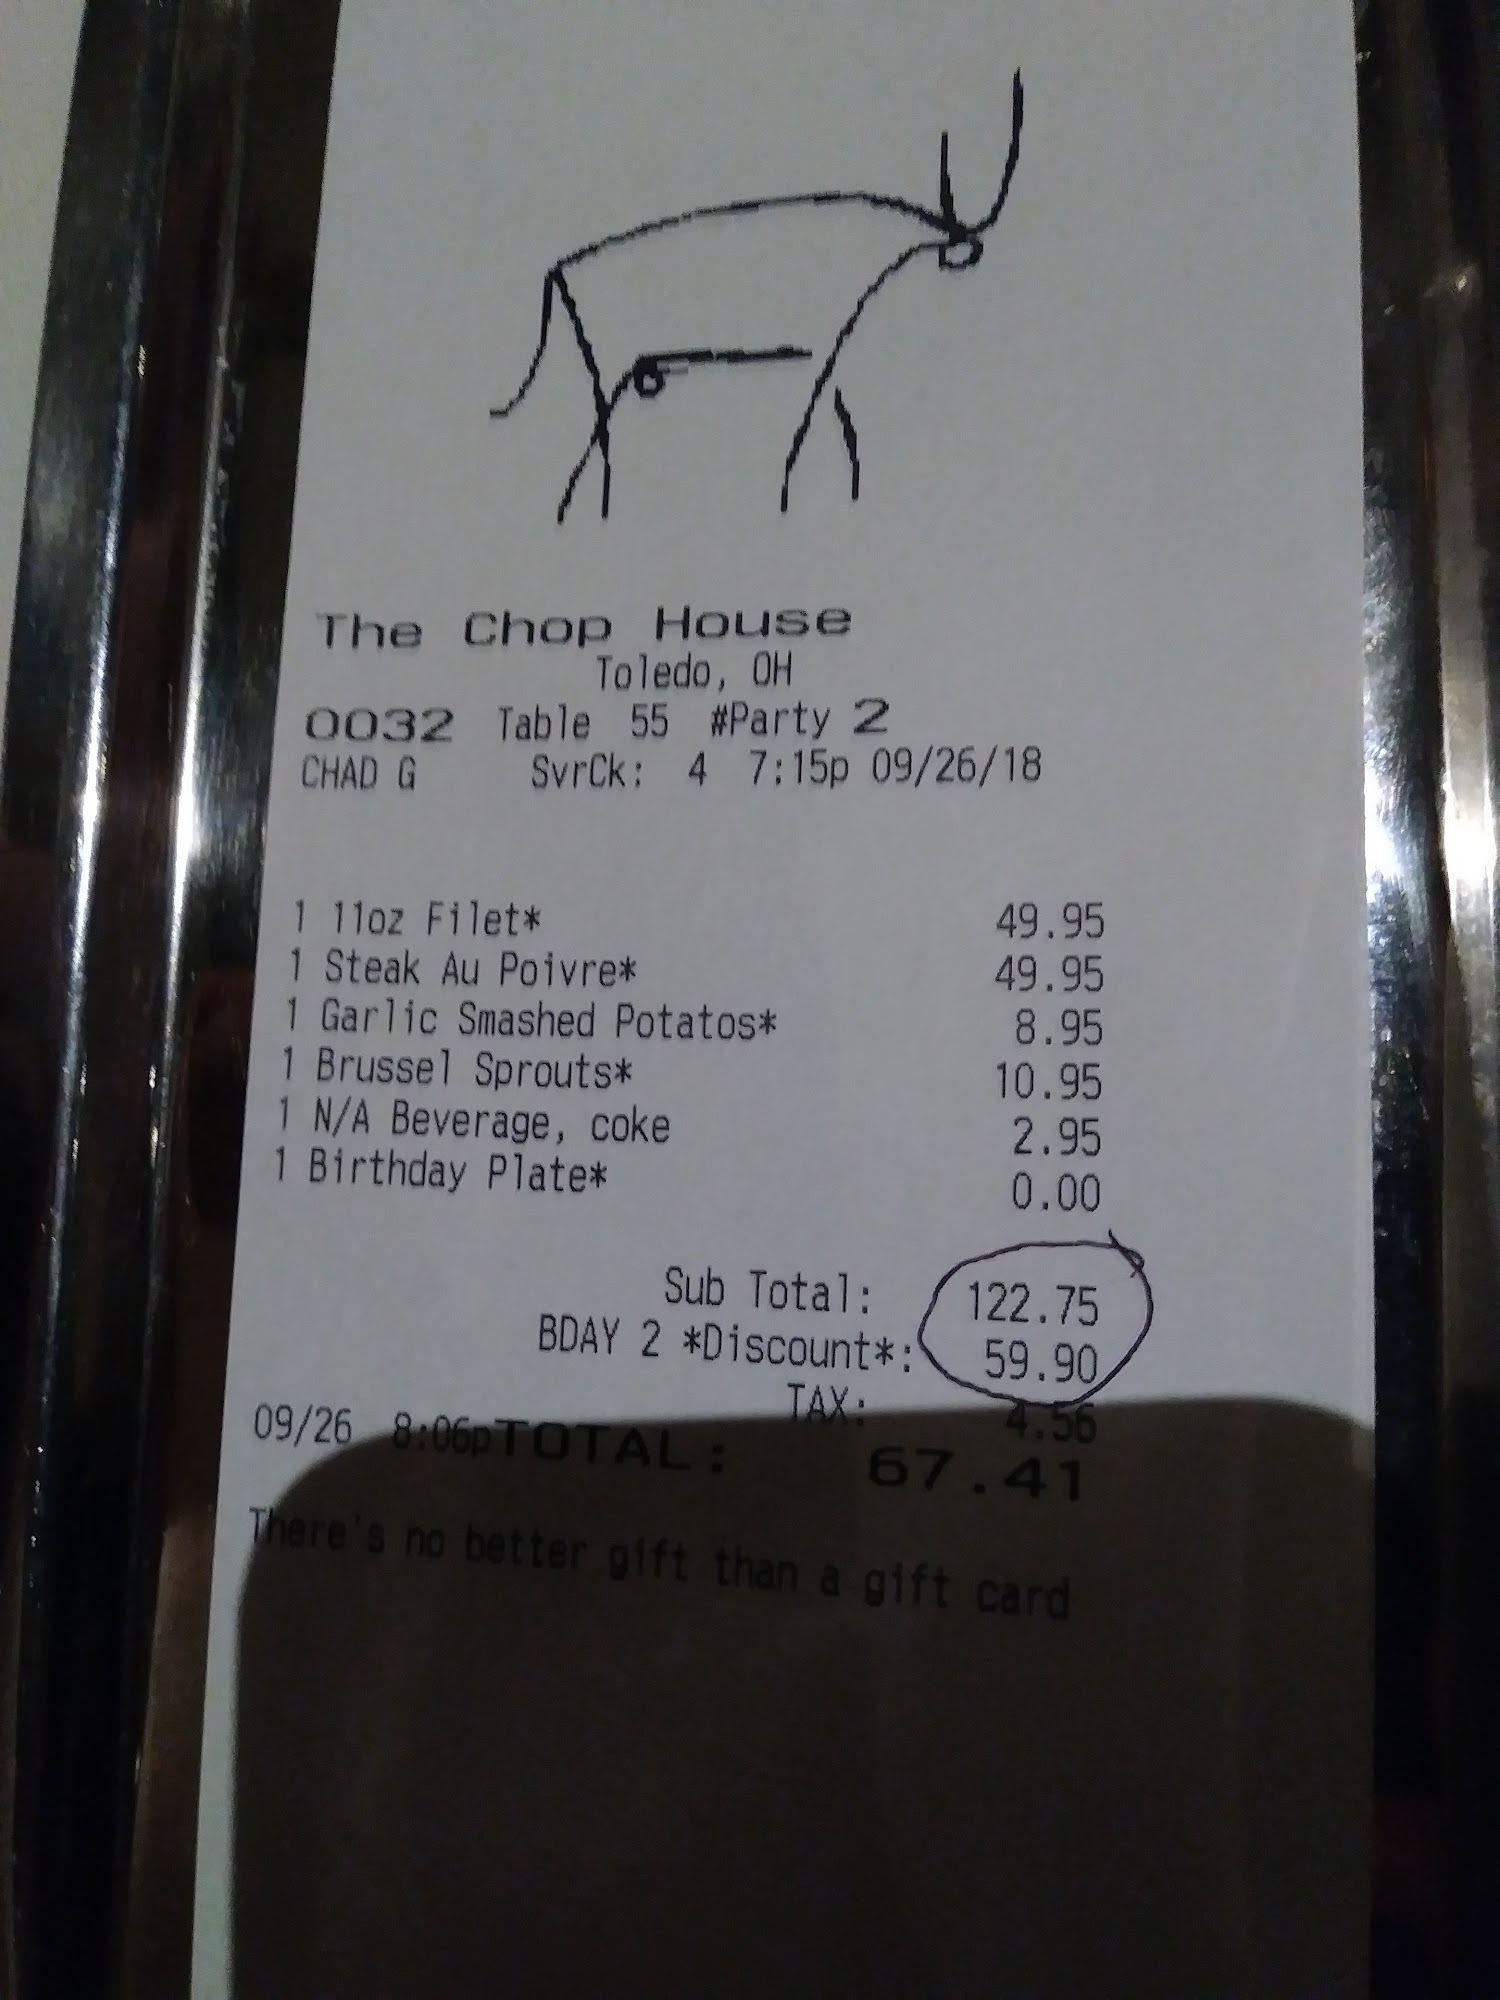 The Chop House
Toledo, OH
0032 Table 55 #Party 2
CHAD G SvrCk: 4 7:15p 09/26/18
1 11oz Filet* 49.95
1 Steak Au Poivre* 49.95
1 Garlic Smashed Potatos* 8.95
1 Brussel Sprouts* 10.95
1 N/A Beverage, coke 2.95
1 Birthday Plate* 0.00
Sub Total: 122.75
BDAY 2 *Discount*: 59.90
TAX: 4.56
09/26 8:06pTOTAL: 67.41
There's no better gift than a gift card